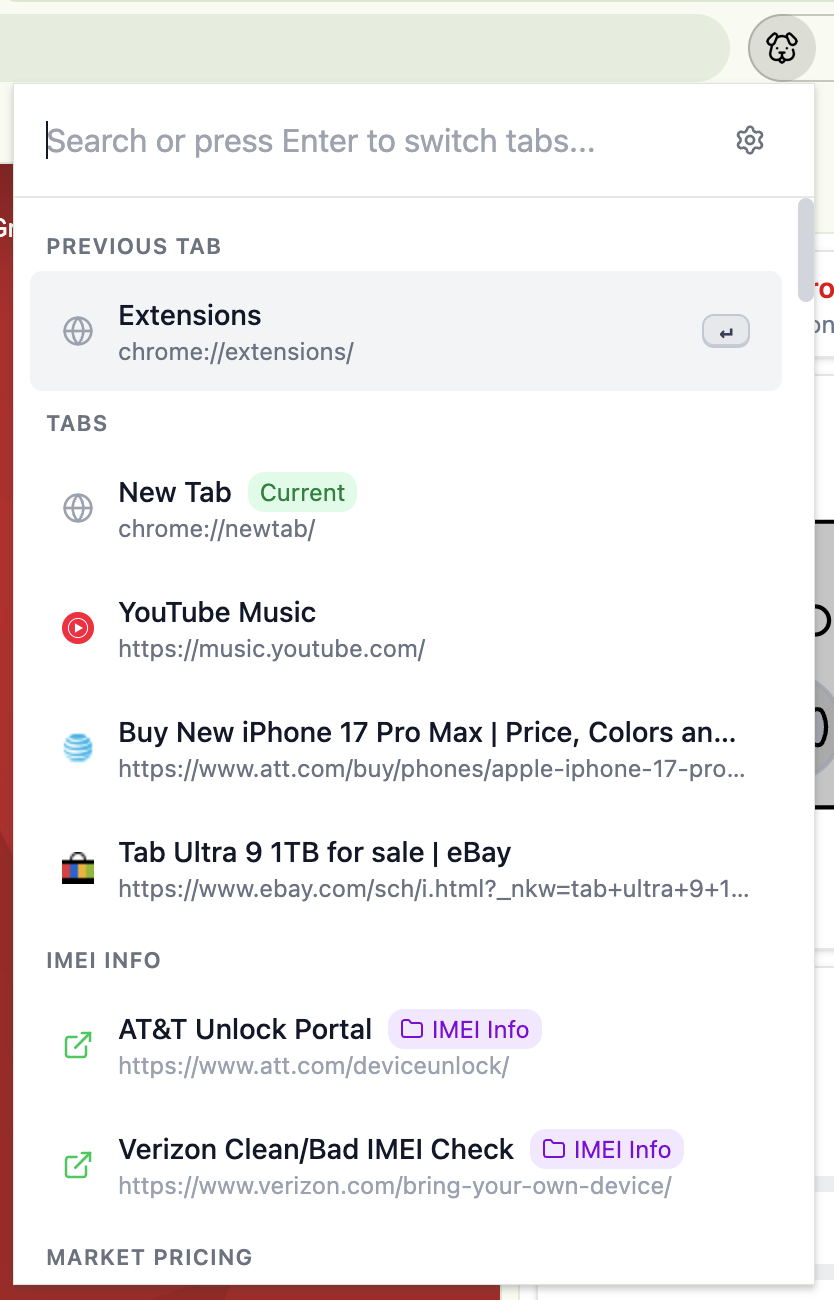 Search or press Enter to switch tabs...
PREVIOUS TAB
Extensions
chrome://extensions/
TABS
New Tab Current
chrome://newtab/
YouTube Music
https://music.youtube.com/
Buy New iPhone 17 Pro Max | Price, Colors an...
https://www.att.com/buy/phones/apple-iphone-17-pro...
Tab Ultra 9 1TB for sale | eBay
https://www.ebay.com/sch/i.html?_nkw=tab+ultra+9+1...
IMEI INFO
AT&T Unlock Portal IMEI Info
https://www.att.com/deviceunlock/
Verizon Clean/Bad IMEI Check IMEI Info
https://www.verizon.com/bring-your-own-device/
MARKET PRICING